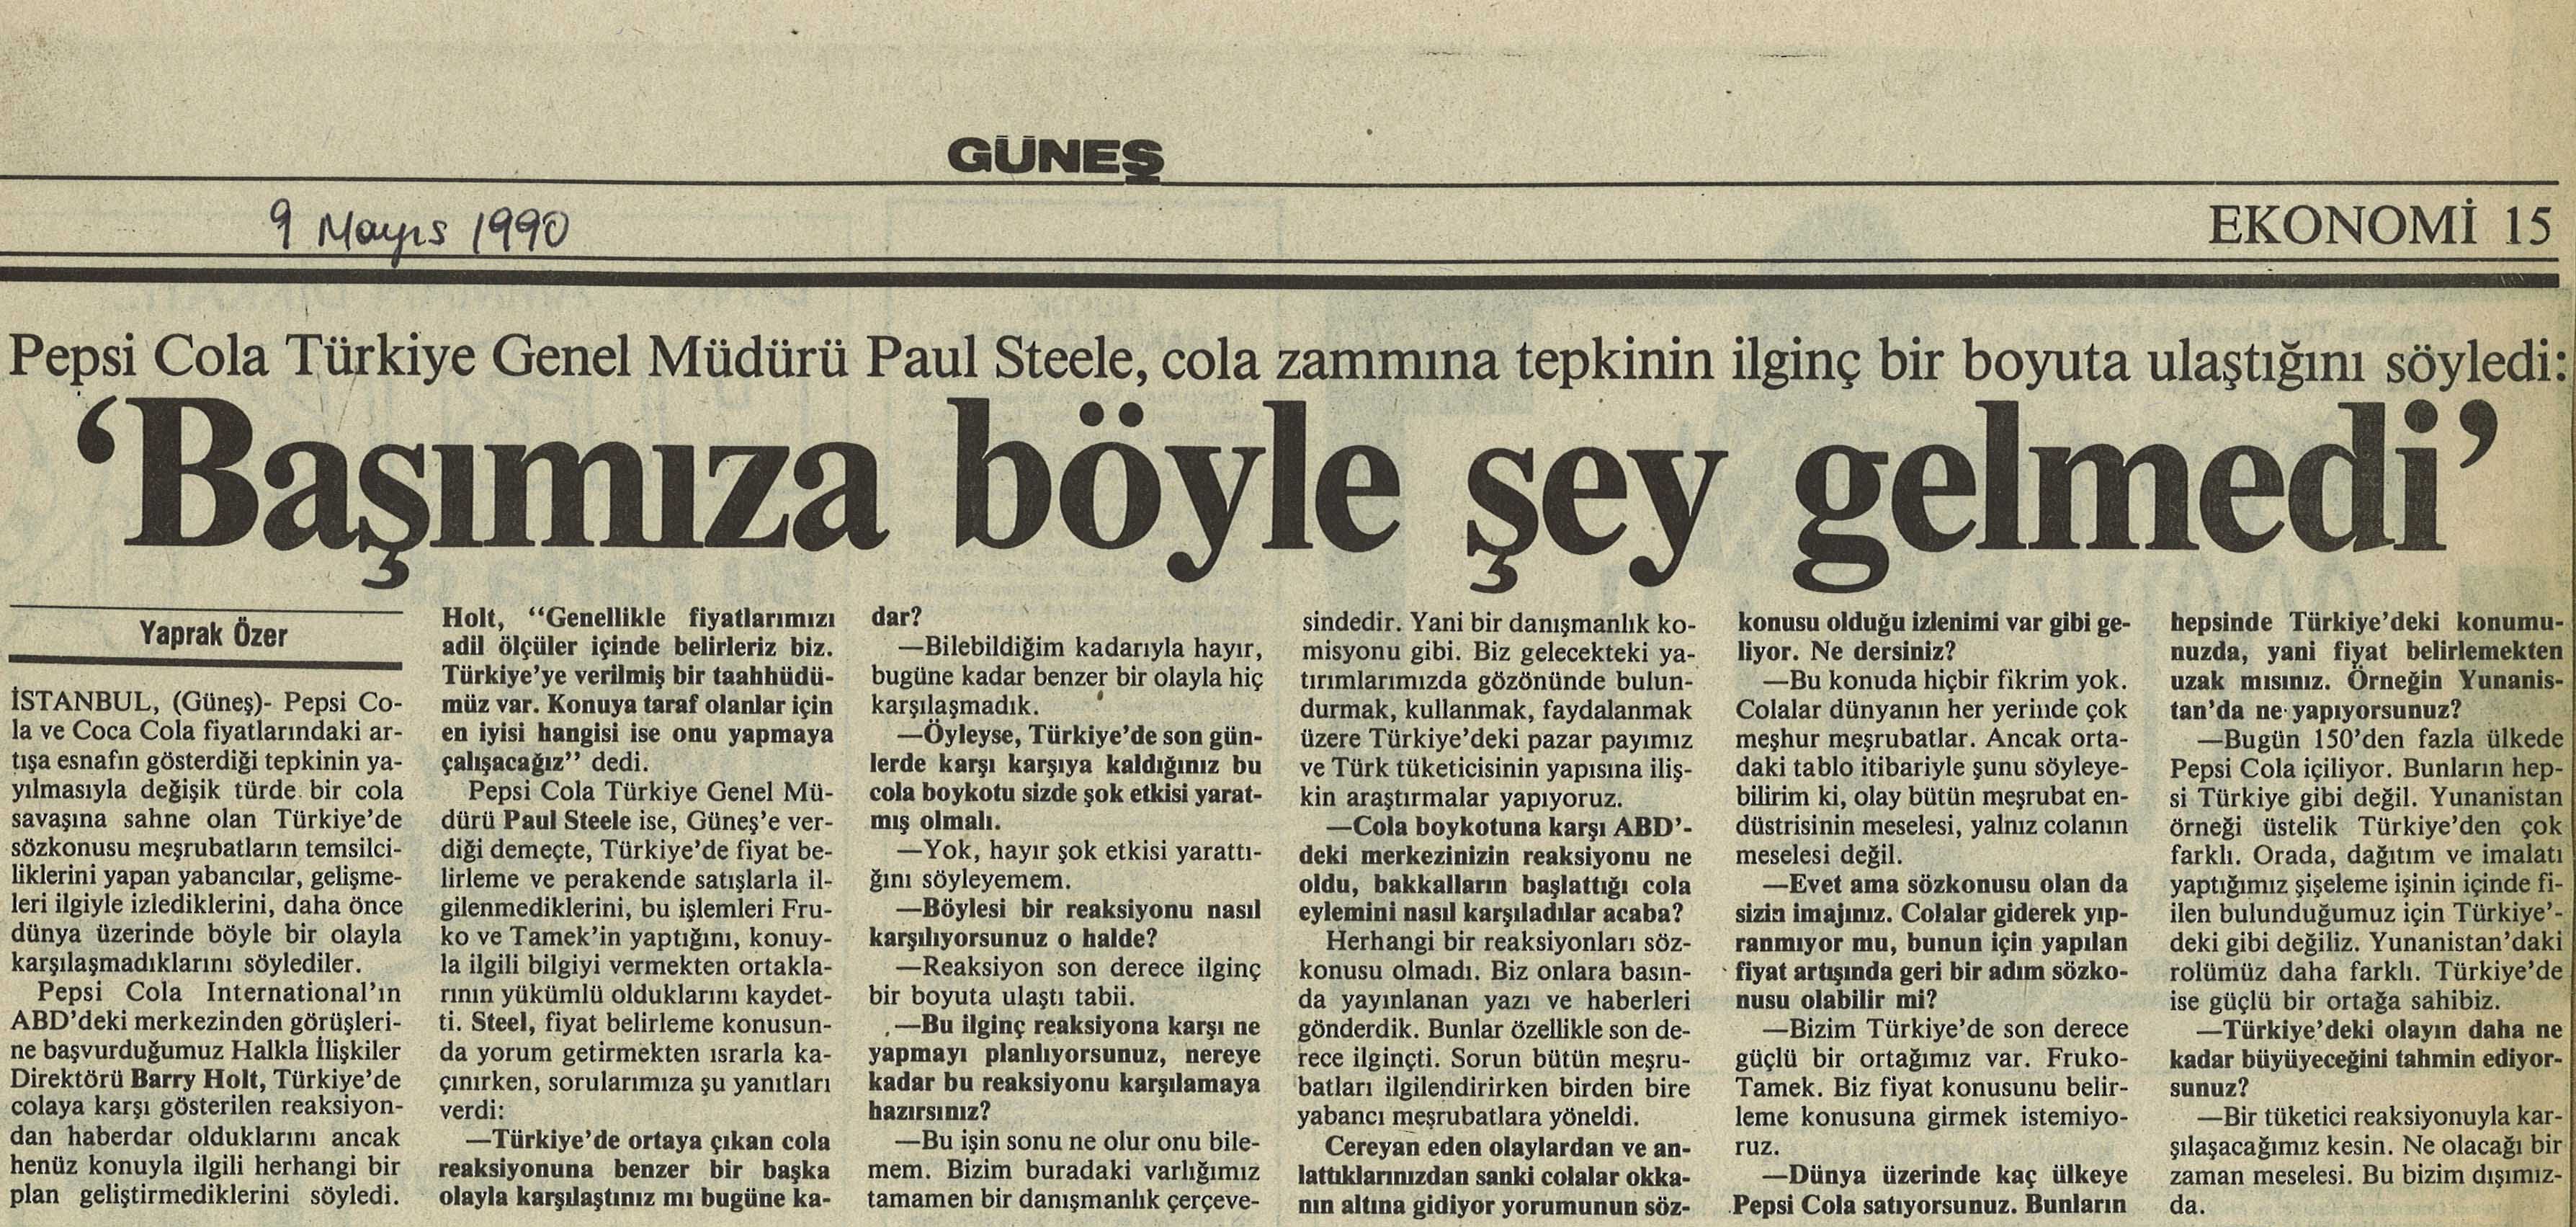 GÜNEŞ
9 Mayıs 1990
EKONOMİ 15
Pepsi Cola Türkiye Genel Müdürü Paul Steele, cola zammına tepkinin ilginç bir boyuta ulaştığını söyledi:
‘Başımıza böyle şey gelmedi’
Yaprak Özer
İSTANBUL, (Güneş)- Pepsi Co-
la ve Coca Cola fiyatlarındaki ar-
tışa esnafın gösterdiği tepkinin ya-
yılmasıyla değişik türde bir cola
savaşına sahne olan Türkiye’de
sözkonusu meşrubatların temsilci-
liklerini yapan yabancılar, gelişme-
leri ilgiyle izlediklerini, daha önce
dünya üzerinde böyle bir olayla
karşılaşmadıklarını söylediler.
Pepsi Cola International’ın
ABD’deki merkezinden görüşleri-
ne başvurduğumuz Halkla İlişkiler
Direktörü Barry Holt, Türkiye’de
colaya karşı gösterilen reaksiyon-
dan haberdar olduklarını ancak
henüz konuyla ilgili herhangi bir
plan geliştirmediklerini söyledi.
Holt, “Genellikle fiyatlarımızı
adil ölçüler içinde belirleriz biz.
Türkiye’ye verilmiş bir taahhüdü-
müz var. Konuya taraf olanlar için
en iyisi hangisi ise onu yapmaya
çalışacağız” dedi.
Pepsi Cola Türkiye Genel Mü-
dürü Paul Steele ise, Güneş’e ver-
diği demeçte, Türkiye’de fiyat be-
lirleme ve perakende satışlarla il-
gilenmediklerini, bu işlemleri Fru-
ko ve Tamek’in yaptığını, konuy-
la ilgili bilgiyi vermekten ortakla-
rının yükümlü olduklarını kaydet-
ti. Steel, fiyat belirleme konusun-
da yorum getirmekten ısrarla ka-
çınırken, sorularımıza şu yanıtları
verdi:
—Türkiye’de ortaya çıkan cola
reaksiyonuna benzer bir başka
olayla karşılaştınız mı bugüne ka-
dar?
—Bilebildiğim kadarıyla hayır,
bugüne kadar benzer bir olayla hiç
karşılaşmadık.
—Öyleyse, Türkiye’de son gün-
lerde karşı karşıya kaldığınız bu
cola boykotu sizde şok etkisi yarat-
mış olmalı.
—Yok, hayır şok etkisi yarattı-
ğını söyleyemem.
—Böylesi bir reaksiyonu nasıl
karşılıyorsunuz o halde?
—Reaksiyon son derece ilginç
bir boyuta ulaştı tabii.
—Bu ilginç reaksiyona karşı ne
yapmayı planlıyorsunuz, nereye
kadar bu reaksiyonu karşılamaya
hazırsınız?
—Bu işin sonu ne olur onu bile-
mem. Bizim buradaki varlığımız
tamamen bir danışmanlık çerçeve-
sindedir. Yani bir danışmanlık ko-
misyonu gibi. Biz gelecekteki ya-
tırımlarımızda gözönünde bulun-
durmak, kullanmak, faydalanmak
üzere Türkiye’deki pazar payımız
ve Türk tüketicisinin yapısına iliş-
kin araştırmalar yapıyoruz.
—Cola boykotuna karşı ABD’-
deki merkezinizin reaksiyonu ne
oldu, bakkalların başlattığı cola
eylemini nasıl karşıladılar acaba?
Herhangi bir reaksiyonları söz-
konusu olmadı. Biz onlara basın-
da yayınlanan yazı ve haberleri
gönderdik. Bunlar özellikle son de-
rece ilginçti. Sorun bütün meşru-
batları ilgilendirirken birden bire
yabancı meşrubatlara yöneldi.
Cereyan eden olaylardan ve an-
lattıklarınızdan sanki colalar okka-
nın altına gidiyor yorumunun söz-
konusu olduğu izlenimi var gibi ge-
liyor. Ne dersiniz?
—Bu konuda hiçbir fikrim yok.
Colalar dünyanın her yerinde çok
meşhur meşrubatlar. Ancak orta-
daki tablo itibariyle şunu söyleye-
bilirim ki, olay bütün meşrubat en-
düstrisinin meselesi, yalnız colanın
meselesi değil.
—Evet ama sözkonusu olan da
sizin imajınız. Colalar giderek yıp-
ranmıyor mu, bunun için yapılan
fiyat artışında geri bir adım sözko-
nusu olabilir mi?
—Bizim Türkiye’de son derece
güçlü bir ortağımız var. Fruko-
Tamek. Biz fiyat konusunu belir-
leme konusuna girmek istemiyo-
ruz.
—Dünya üzerinde kaç ülkeye
Pepsi Cola satıyorsunuz. Bunların
hepsinde Türkiye’deki konumu-
nuzda, yani fiyat belirlemekten
uzak mısınız. Örneğin Yunanis-
tan’da ne yapıyorsunuz?
—Bugün 150’den fazla ülkede
Pepsi Cola içiliyor. Bunların hep-
si Türkiye gibi değil. Yunanistan
örneği üstelik Türkiye’den çok
farklı. Orada, dağıtım ve imalatı
yaptığımız şişeleme işinin içinde fi-
ilen bulunduğumuz için Türkiye’-
deki gibi değiliz. Yunanistan’daki
rolümüz daha farklı. Türkiye’de
ise güçlü bir ortağa sahibiz.
—Türkiye’deki olayın daha ne
kadar büyüyeceğini tahmin ediyor-
sunuz?
—Bir tüketici reaksiyonuyla kar-
şılaşacağımız kesin. Ne olacağı bir
zaman meselesi. Bu bizim dışımız-
da.